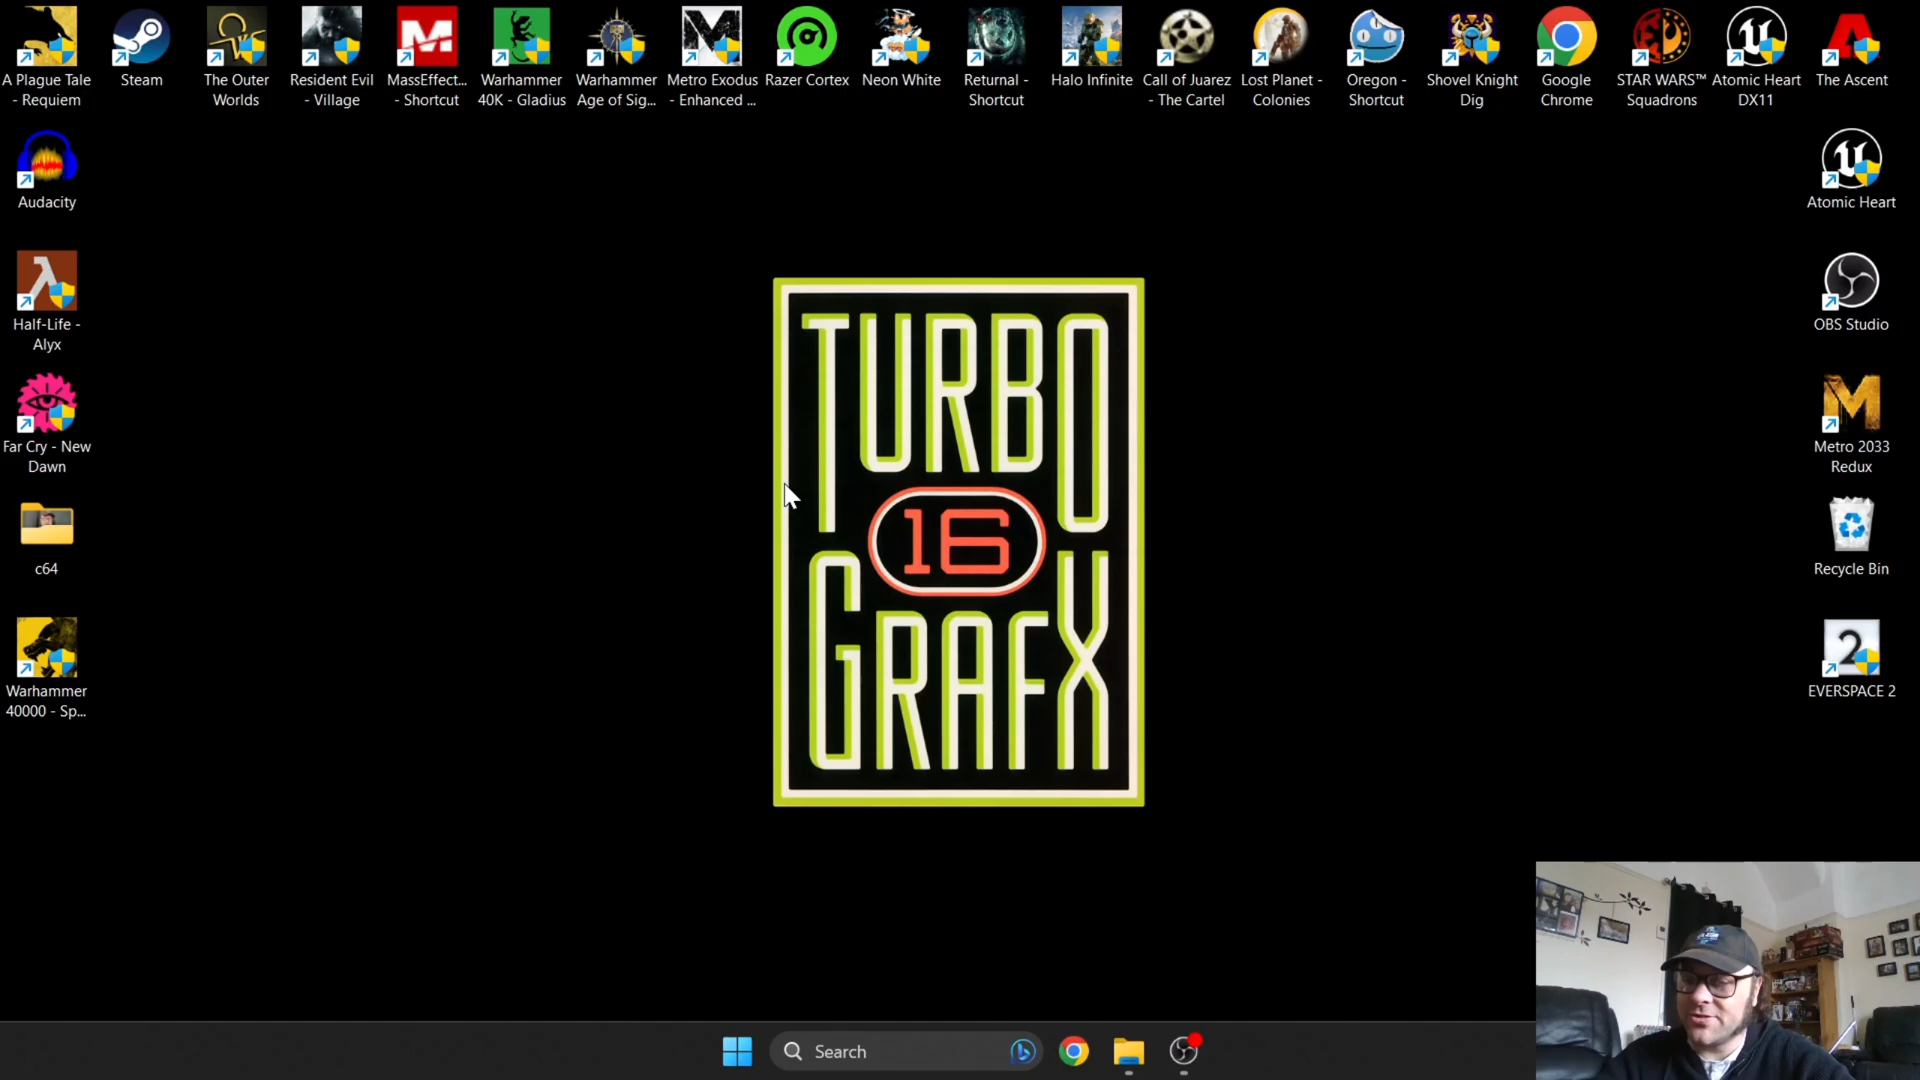 A Plague Tale
- Requiem
Steam
The Outer
Worlds
Resident Evil
- Village
MassEffect...
- Shortcut
Warhammer
40K - Gladius
Warhammer
Age of Sig...
Metro Exodus
- Enhanced ...
Razer Cortex
Neon White
Returnal -
Shortcut
Halo Infinite
Call of Juarez
- The Cartel
Lost Planet -
Colonies
Oregon -
Shortcut
Shovel Knight
Dig
Google
Chrome
STAR WARS™
Squadrons
Atomic Heart
DX11
The Ascent
Audacity
Atomic Heart
Half-Life -
Alyx
OBS Studio
Far Cry - New
Dawn
Metro 2033
Redux
c64
Recycle Bin
Warhammer
40000 - Sp...
EVERSPACE 2
TURBO
16
GRAFX
Search